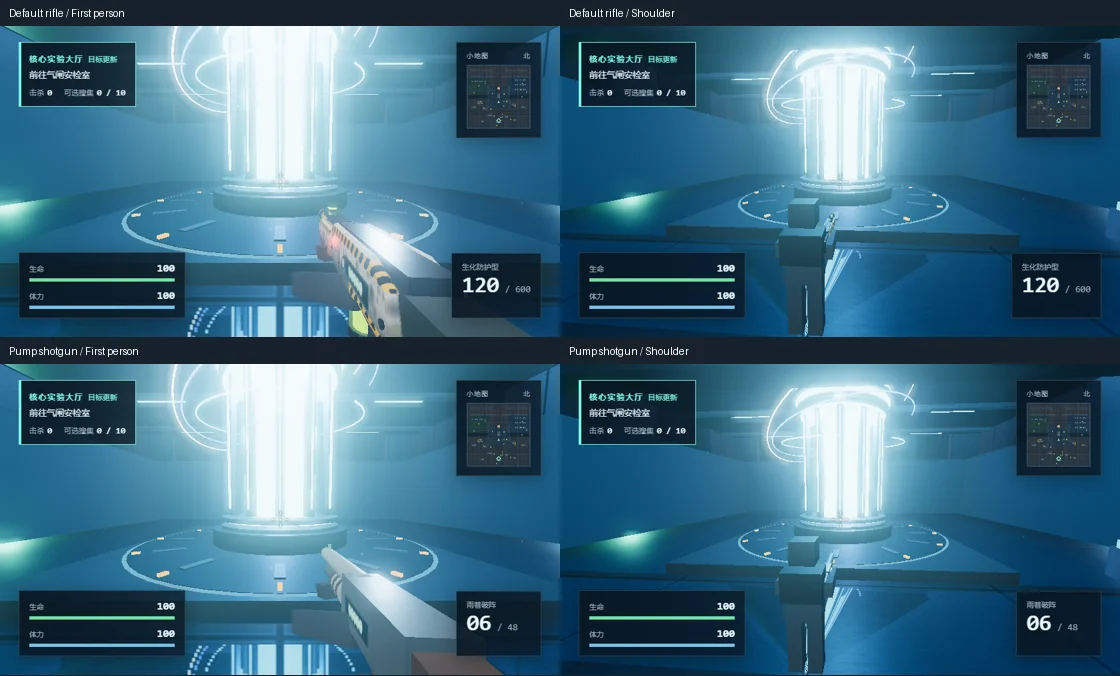 Default rifle / First person
核心实验大厅 目标更新
前往气闸安检室
击杀 0 可选搜集 0 / 10
小地图 北
生命 100
体力 100
生化防护型
120 / 600
Default rifle / Shoulder
核心实验大厅 目标更新
前往气闸安检室
击杀 0 可选搜集 0 / 10
小地图 北
生命 100
体力 100
生化防护型
120 / 600
Pump shotgun / First person
核心实验大厅 目标更新
前往气闸安检室
击杀 0 可选搜集 0 / 10
小地图 北
生命 100
体力 100
雨幕破阵
06 / 48
Pump shotgun / Shoulder
核心实验大厅 目标更新
前往气闸安检室
击杀 0 可选搜集 0 / 10
小地图 北
生命 100
体力 100
雨幕破阵
06 / 48